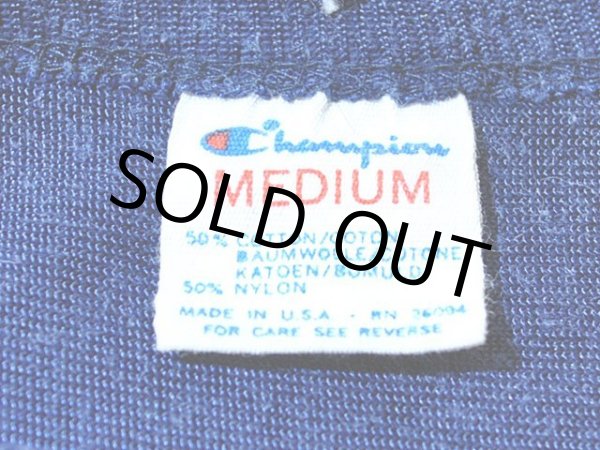 Champion
MEDIUM
SOLD OUT
50% COTTON/COTON
BAUMWOLLE/COTONE
KATOEN/BOMULD
50% NYLON
MADE IN U.S.A. - RN 26094
FOR CARE SEE REVERSE